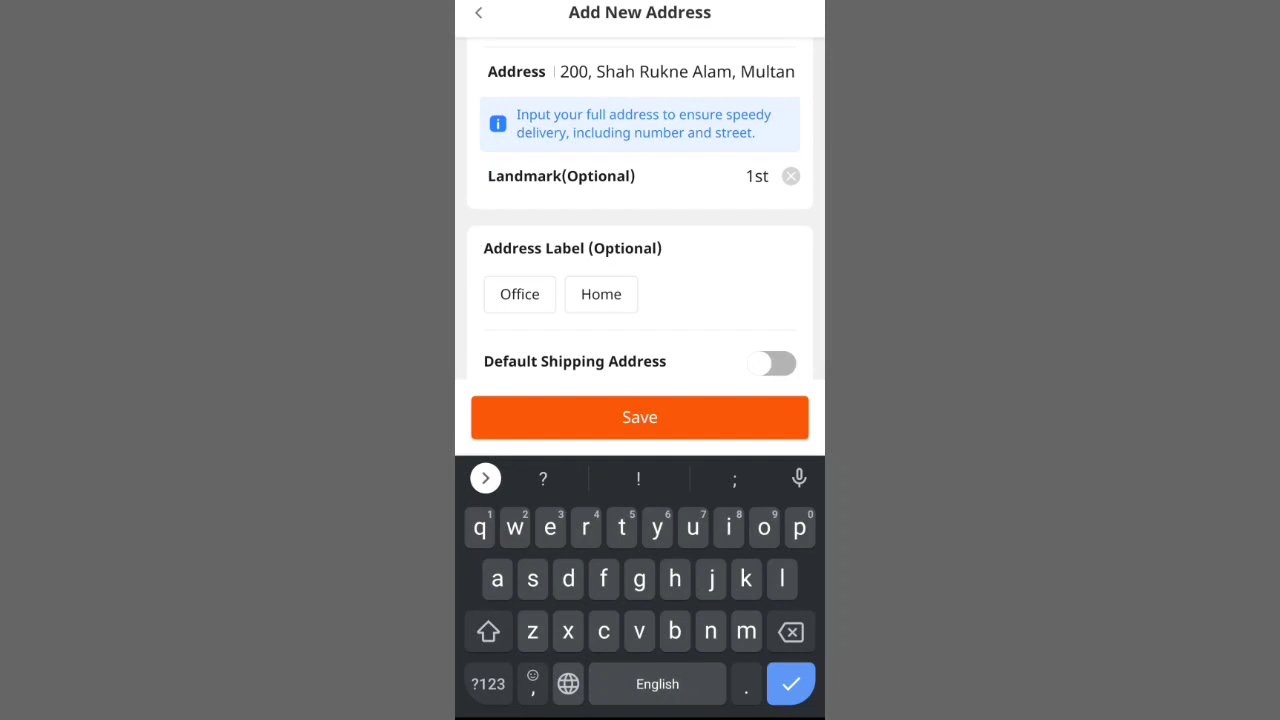 Add New Address
Address 200, Shah Rukne Alam, Multan
Input your full address to ensure speedy
delivery, including number and street.
Landmark(Optional) 1st
Address Label (Optional)
Office Home
Default Shipping Address
Save
? ! ;
1 2 3 4 5 6 7 8 9 0
q w e r t y u i o p
a s d f g h j k l
z x c v b n m
?123 , English .